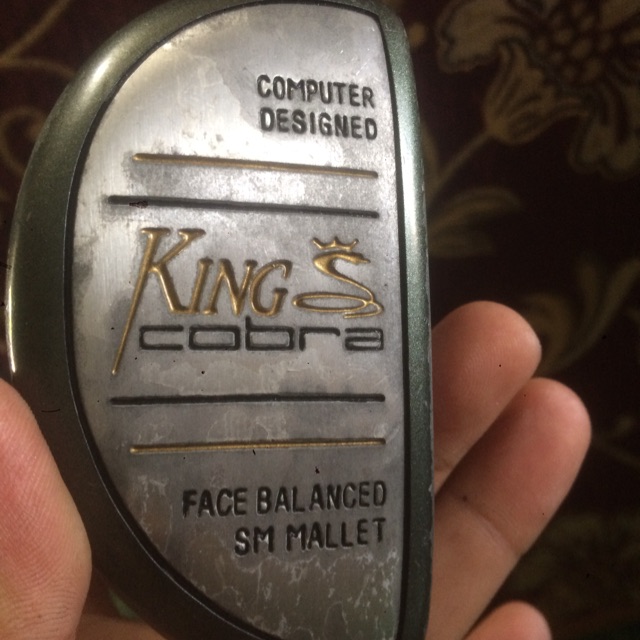 COMPUTER
DESIGNED
KING
cobra
FACE BALANCED
SM MALLET